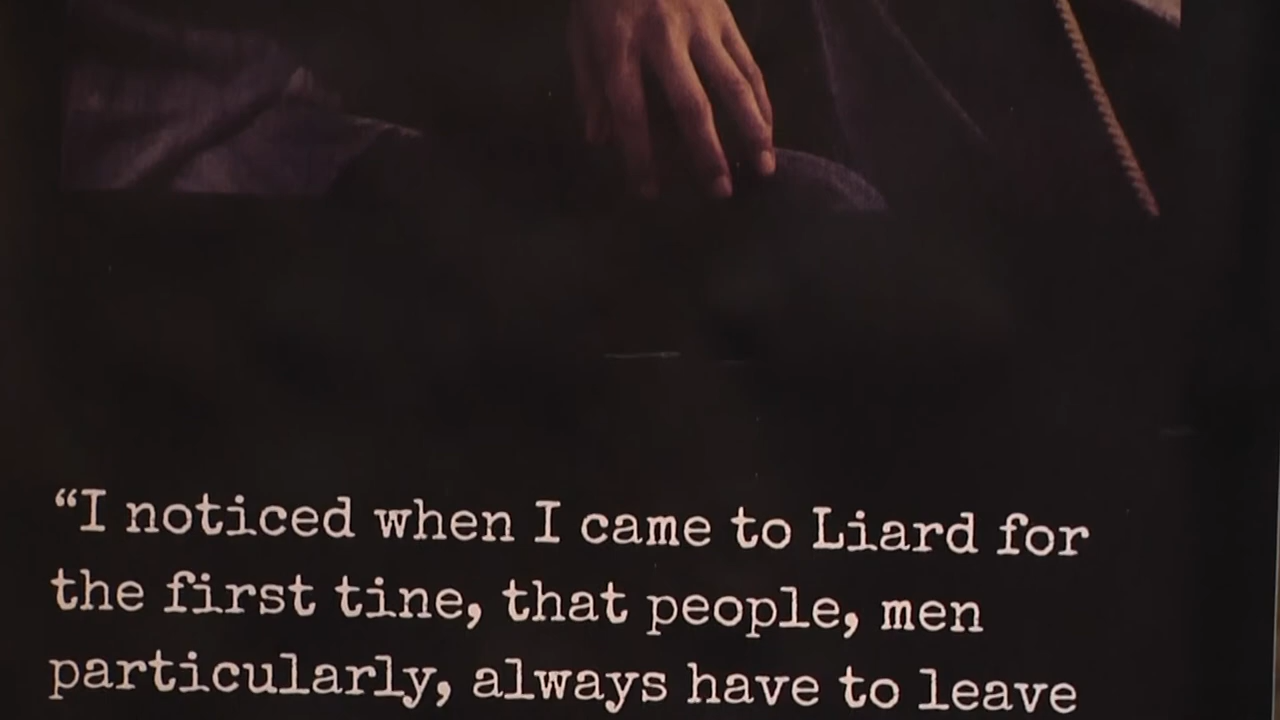 “I noticed when I came to Liard for
the first tine, that people, men
particularly, always have to leave